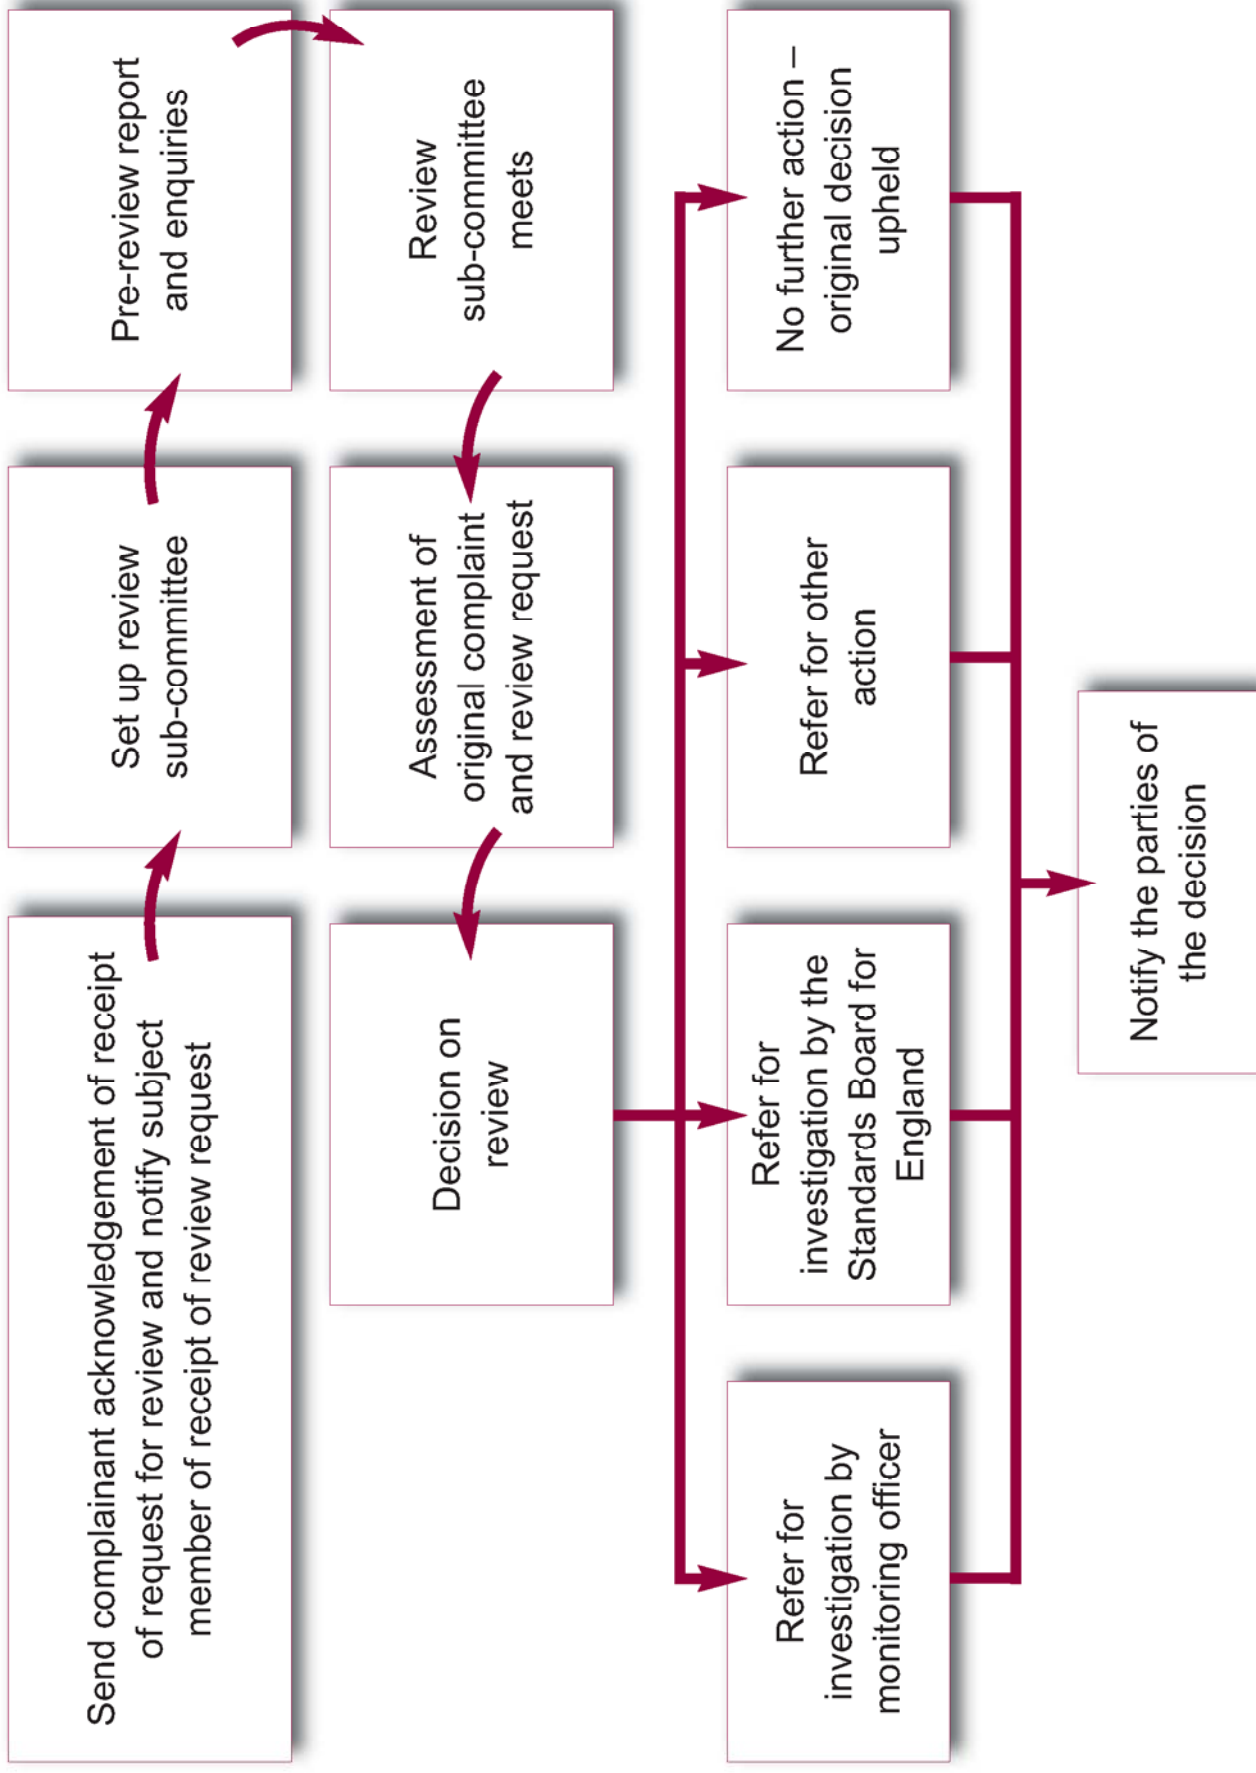 Send complainant acknowledgement of receipt
of request for review and notify subject
member of receipt of review request
Set up review
sub-committee
Pre-review report
and enquiries
Review
sub-committee
meets
Assessment of
original complaint
and review request
Decision on
review
Refer for
investigation by
monitoring officer
Refer for
investigation by the
Standards Board for
England
Refer for other
action
No further action –
original decision
upheld
Notify the parties of
the decision